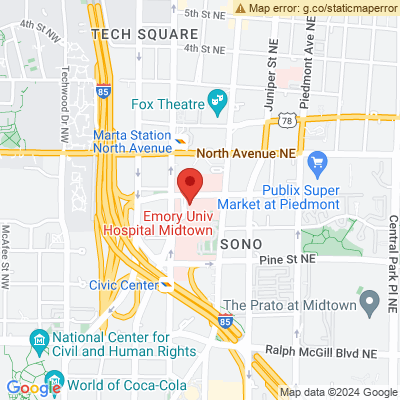 Map error: g.co/staticmaperror
5th St NE
4th St NW
TECH SQUARE
4th St NE
Techwood Dr NW
Juniper St NE
Piedmont Ave NE
85
Fox Theatre
78
Marta Station
North Avenue
North Avenue NE
Publix Super
Market at Piedmont
Emory Univ
Hospital Midtown
SONO
McAfee St NW
Central Park Pl NE
Pine St NE
Civic Center
The Prato at Midtown
85
National Center for
Civil and Human Rights
Ralph McGill Blvd NE
World of Coca-Cola
Google
Map data ©2024 Google